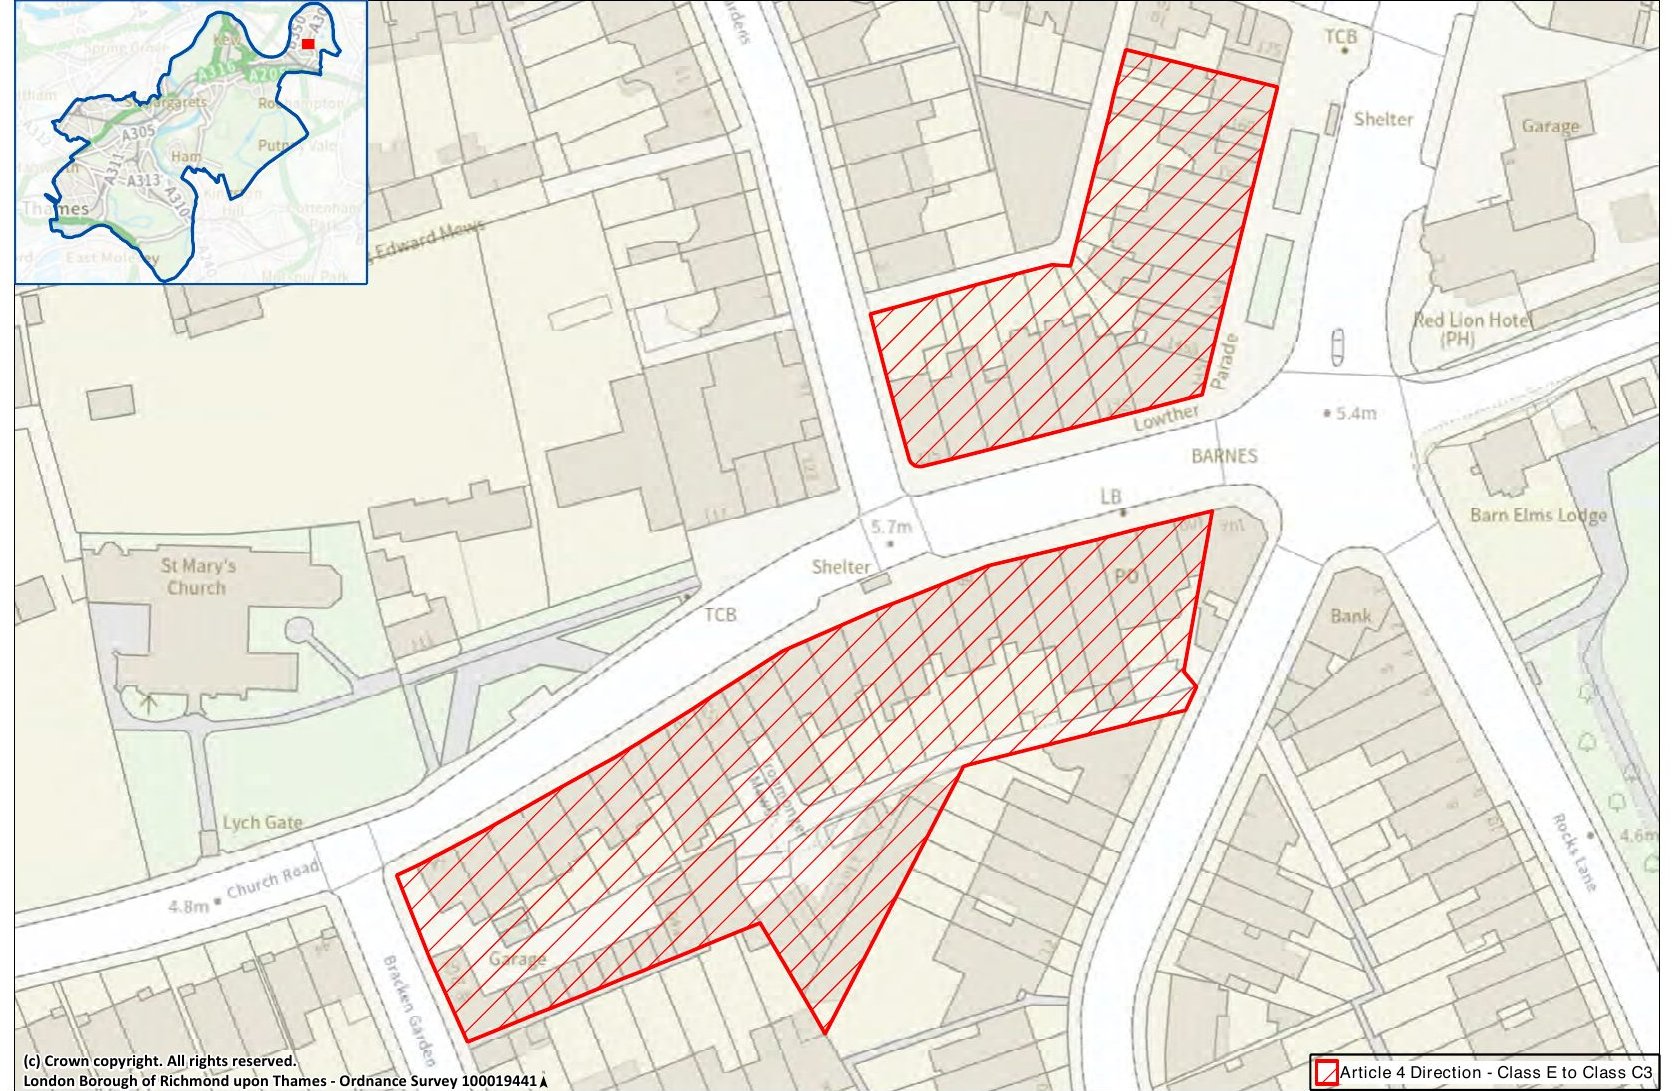 Spring Grove
Kew
A316
A205
St Margarets
Roehampton
A305
A312
A311
Ham
Putney Vale
A313
A310
Thames
East Molesey
A240
TCB
Shelter
Garage
Edward Mews
Red Lion Hotel
(PH)
Parade
Lowther
5.4m
BARNES
LB
5.7m
Barn Elms Lodge
St Mary's
Church
Shelter
PO
TCB
Bank
Lych Gate
Church Road
4.8m
Garage
Bracken Garden
Rocks Lane
4.6m
(c) Crown copyright. All rights reserved.
London Borough of Richmond upon Thames - Ordnance Survey 100019441
Article 4 Direction - Class E to Class C3